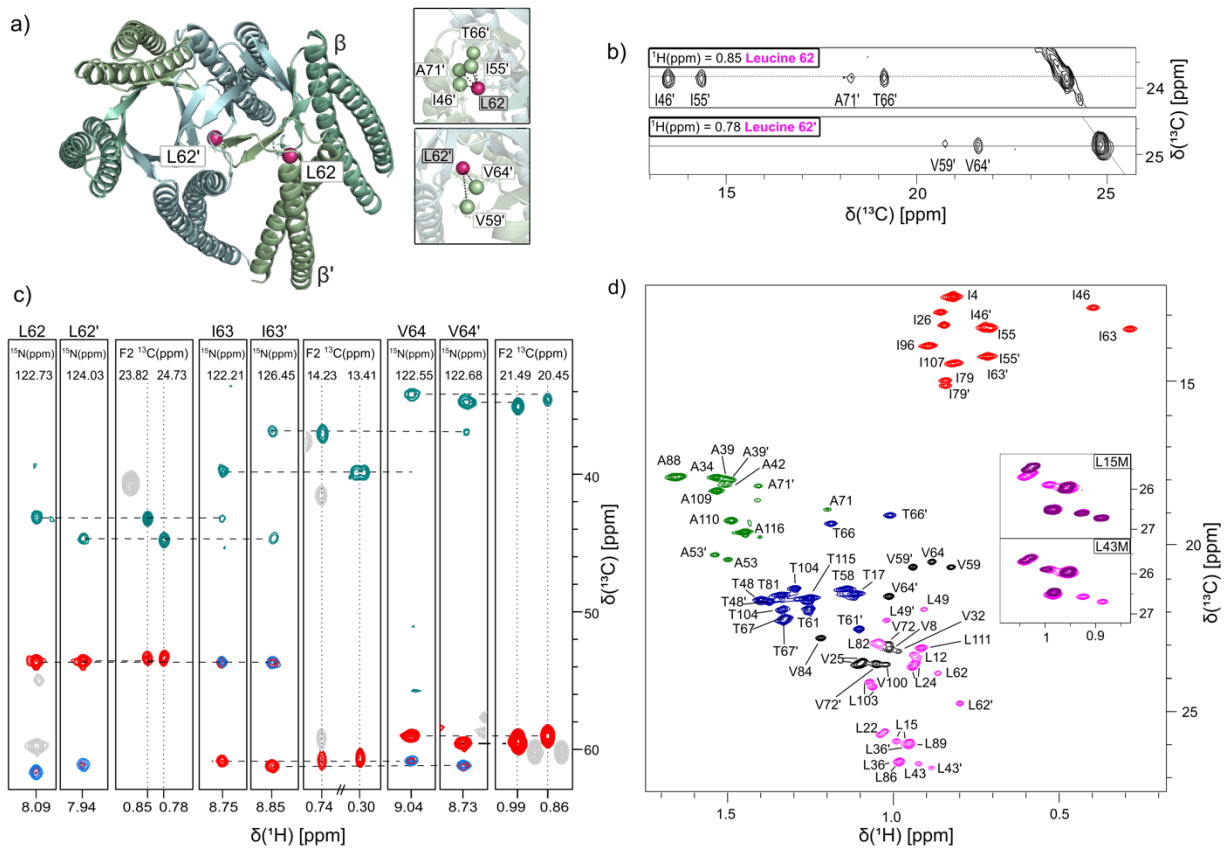 a)
β
β'
L62'
L62
T66'
A71'
I55'
I46'
L62
L62'
V64'
V59'
b)
¹H(ppm) = 0.85 Leucine 62
I46'
I55'
A71'
T66'
24
¹H(ppm) = 0.78 Leucine 62'
V59'
V64'
25
15
20
25
δ(¹³C) [ppm]
δ(¹³C) [ppm]
c)
L62
L62'
I63
I63'
V64
V64'
¹⁵N(ppm)
¹⁵N(ppm)
F2 ¹³C(ppm)
¹⁵N(ppm)
¹⁵N(ppm)
F2 ¹³C(ppm)
¹⁵N(ppm)
¹⁵N(ppm)
F2 ¹³C(ppm)
122.73
124.03
23.82
24.73
122.21
126.45
14.23
13.41
122.55
122.68
21.49
20.45
40
50
60
δ(¹³C) [ppm]
8.09
7.94
0.85
0.78
8.75
8.85
0.74
0.30
9.04
8.73
0.99
0.86
δ(¹H) [ppm]
d)
I4
I46
I26
I46'
I55
I63
I96
I107
I55'
I63'
I79
I79'
15
A88
A34
A39
A39'
A42
A71'
A109
A71
T66'
A110
A116
T66
A53'
A53
20
T104
T115
V59'
V64
V59
T48
T81
T58
T17
V64'
T48'
L49'
L49
T104
T61
T61'
V72
V8
V32
T67
L82
L111
T67'
V84
V25
L12
L24
L62
V72'
V100
L103
L62'
25
L22
L15
L36'
L89
L36
L86
L43
L43'
L15M
26
27
L43M
26
27
1
0.9
1.5
1.0
0.5
δ(¹H) [ppm]
δ(¹³C) [ppm]